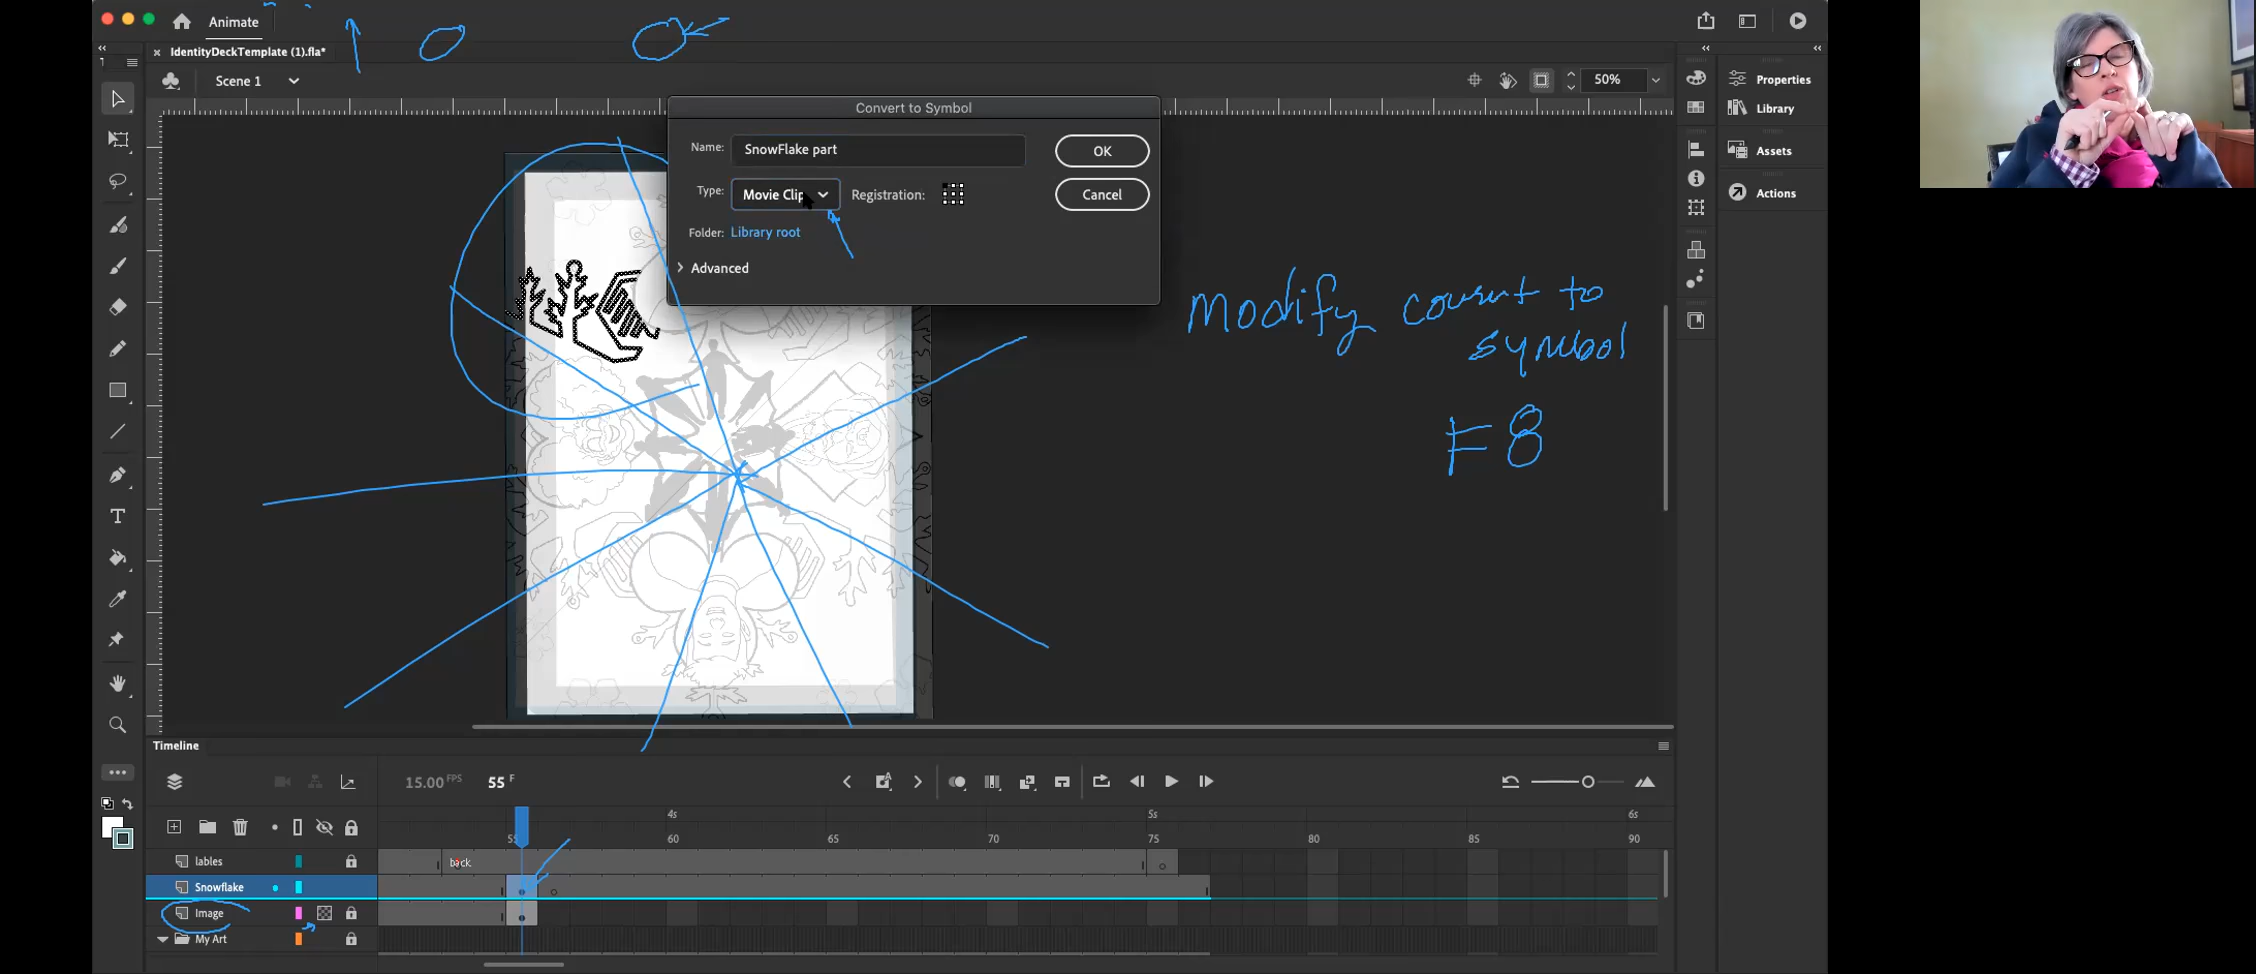 Animate
IdentityDeckTemplate (1).fla*
Scene 1
50%
Convert to Symbol
Name: SnowFlake part
OK
Type: Movie Clip
Registration:
Cancel
Folder: Library root
Advanced
Properties
Library
Assets
Actions
Modify convert to
symbol
F8
Timeline
15.00 FPS
55 F
4s
5s
6s
55
60
65
70
75
80
85
90
lables
back
Snowflake
Image
My Art